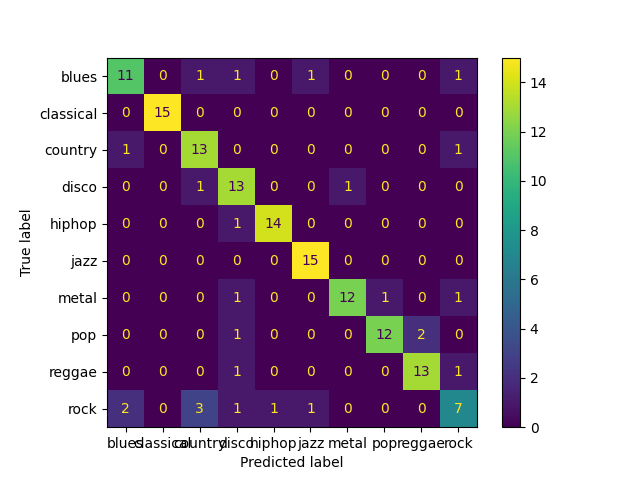 blues 11 0 1 1 0 1 0 0 0 1
classical 0 15 0 0 0 0 0 0 0 0
country 1 0 13 0 0 0 0 0 0 1
disco 0 0 1 13 0 0 1 0 0 0
hiphop 0 0 0 1 14 0 0 0 0 0
jazz 0 0 0 0 0 15 0 0 0 0
metal 0 0 0 1 0 0 12 1 0 1
pop 0 0 0 1 0 0 0 12 2 0
reggae 0 0 0 1 0 0 0 0 13 1
rock 2 0 3 1 1 1 0 0 0 7
blues classical country disco hiphop jazz metal pop reggae rock
Predicted label
True label
14
12
10
8
6
4
2
0